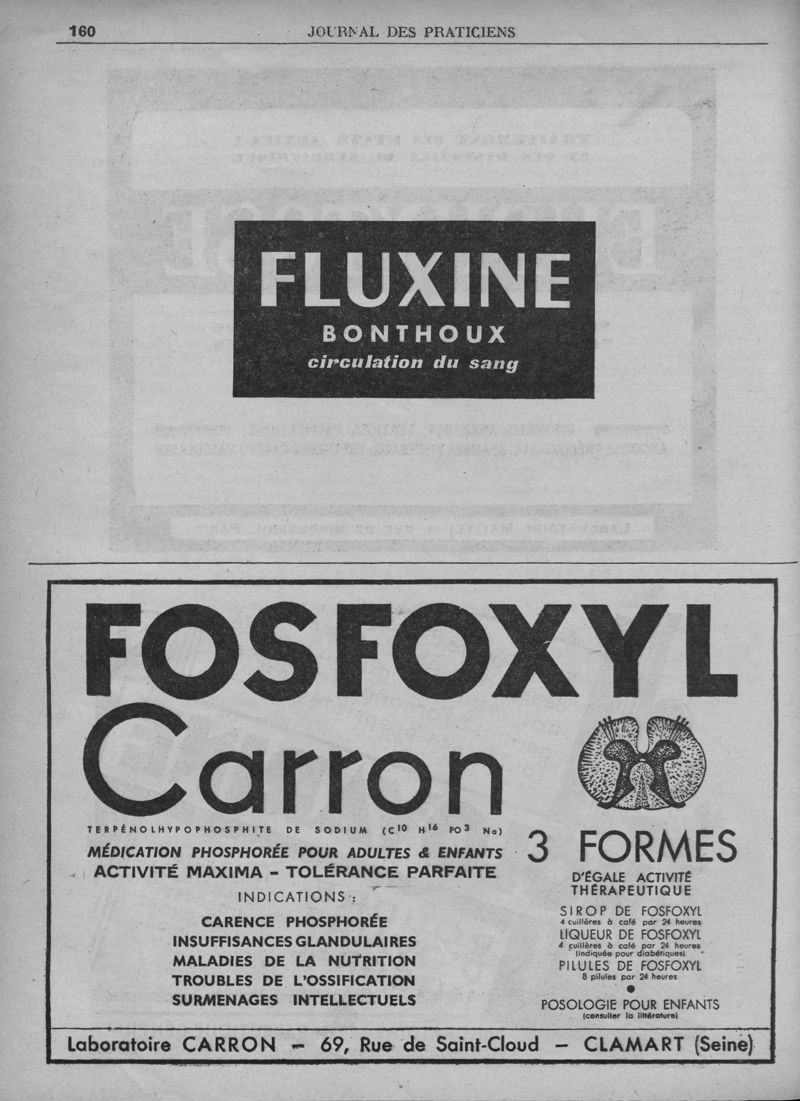 160
JOURNAL DES PRATICIENS
FLUXINE
BONTHOUX
circulation du sang
FOSFOXYL
Carron
TERPÉNOLHYPOPHOSPHITE DE SODIUM (C10 H16 PO3 Na)
MÉDICATION PHOSPHORÉE POUR ADULTES & ENFANTS
ACTIVITÉ MAXIMA – TOLÉRANCE PARFAITE
INDICATIONS :
CARENCE PHOSPHORÉE
INSUFFISANCES GLANDULAIRES
MALADIES DE LA NUTRITION
TROUBLES DE L'OSSIFICATION
SURMENAGES INTELLECTUELS
3 FORMES
D'ÉGALE ACTIVITÉ
THÉRAPEUTIQUE
SIROP DE FOSFOXYL
4 cuillères à café par 24 heures
LIQUEUR DE FOSFOXYL
4 cuillères à café par 24 heures
(indiquée pour diabétiques)
PILULES DE FOSFOXYL
8 pilules par 24 heures
POSOLOGIE POUR ENFANTS
(consulter la littérature)
Laboratoire CARRON – 69, Rue de Saint-Cloud – CLAMART (Seine)